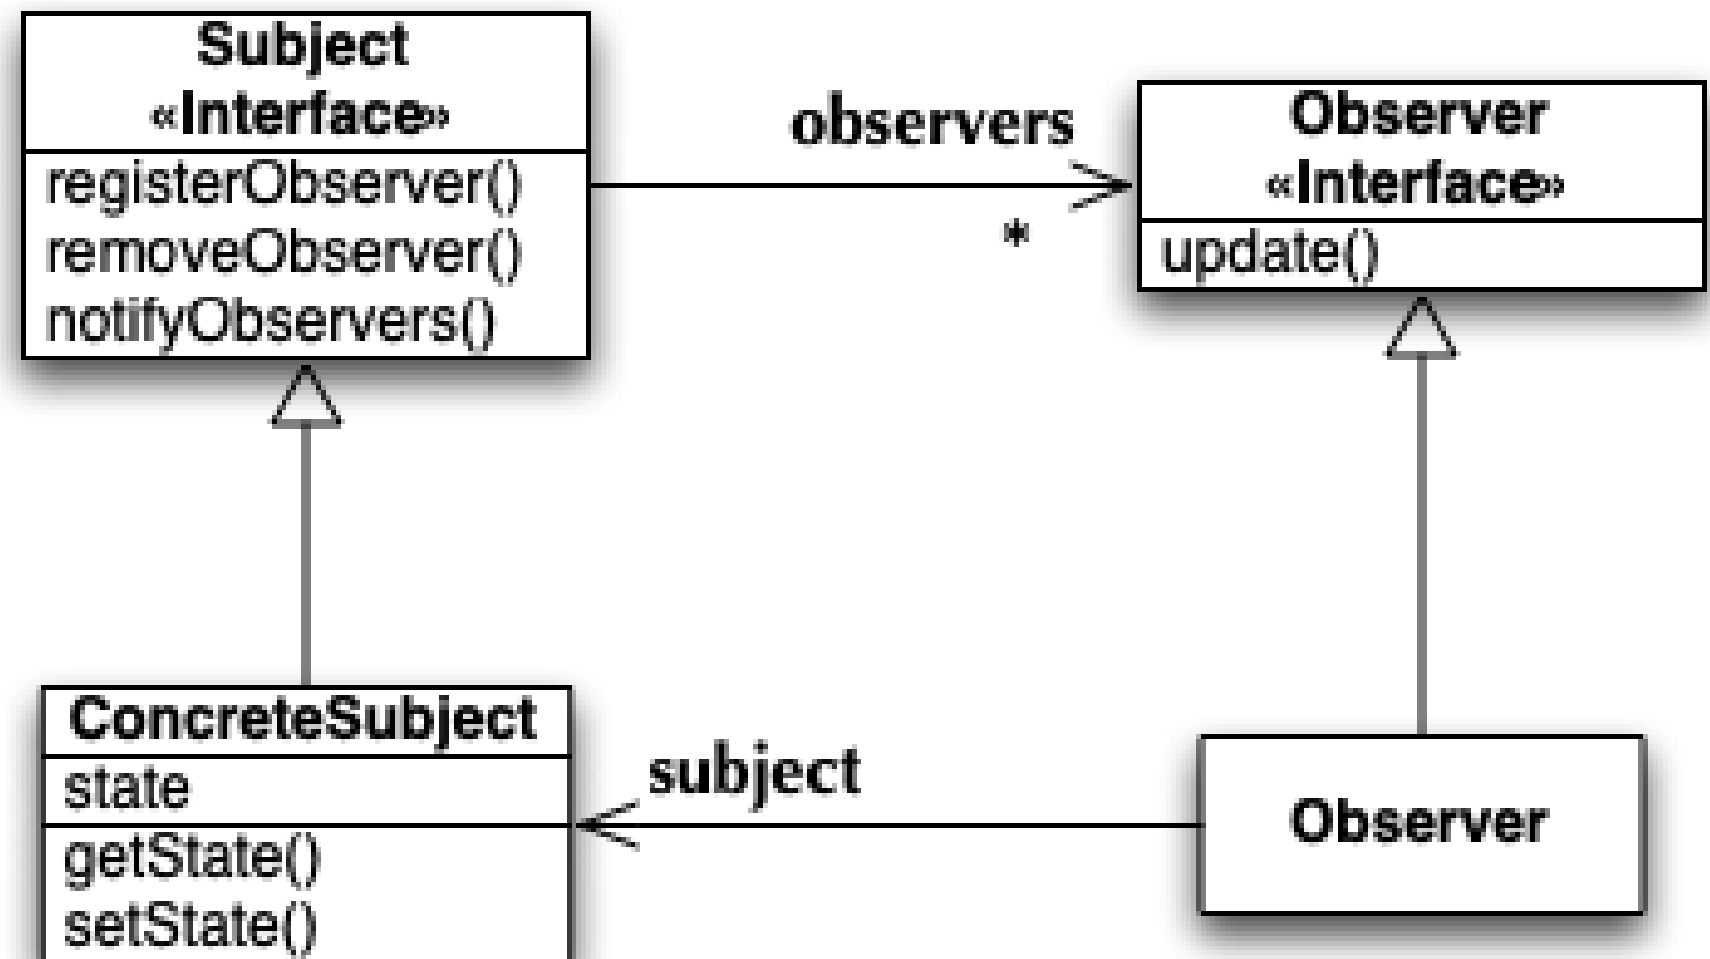 Subject
«Interface»
registerObserver()
removeObserver()
notifyObservers()
observers
*
Observer
«Interface»
update()
ConcreteSubject
state
getState()
setState()
subject
Observer